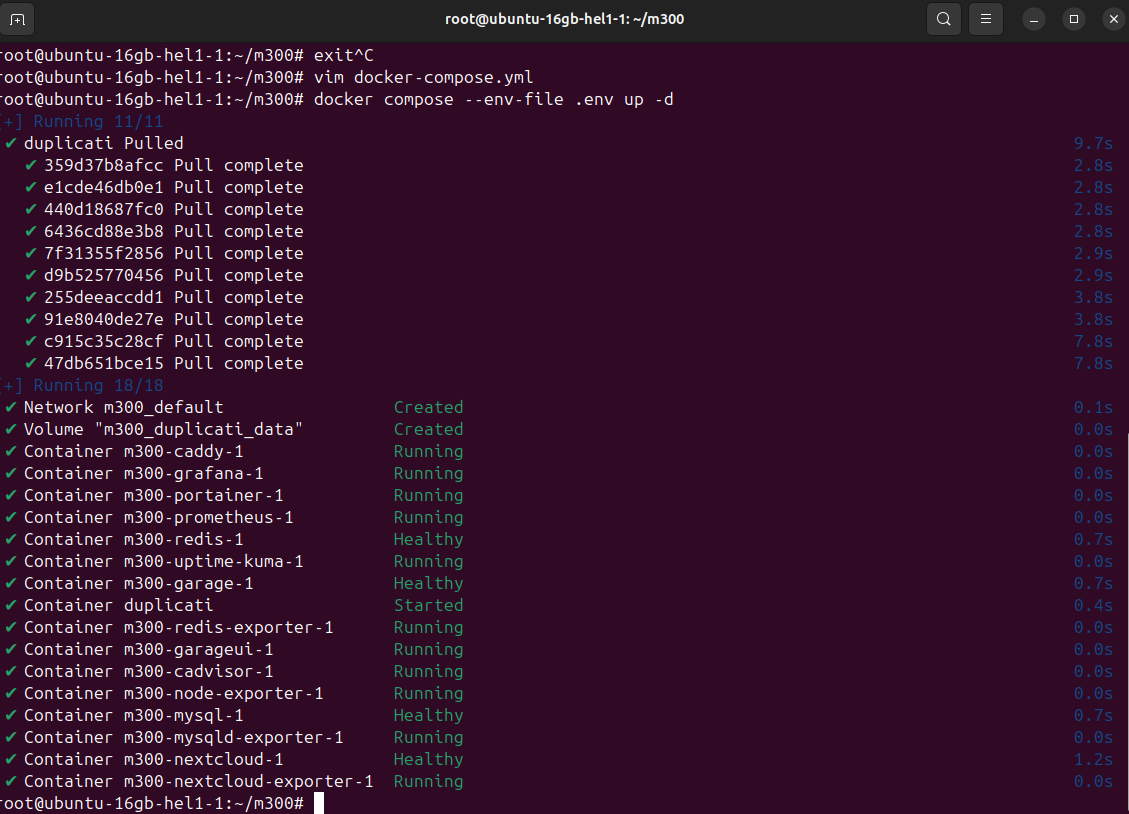 root@ubuntu-16gb-hel1-1: ~/m300
root@ubuntu-16gb-hel1-1:~/m300# exit^C
root@ubuntu-16gb-hel1-1:~/m300# vim docker-compose.yml
root@ubuntu-16gb-hel1-1:~/m300# docker compose --env-file .env up -d
[+] Running 11/11
✔ duplicati Pulled 9.7s
✔ 359d37b8afcc Pull complete 2.8s
✔ e1cde46db0e1 Pull complete 2.8s
✔ 440d18687fc0 Pull complete 2.8s
✔ 6436cd88e3b8 Pull complete 2.8s
✔ 7f31355f2856 Pull complete 2.9s
✔ d9b525770456 Pull complete 2.9s
✔ 255deeaccdd1 Pull complete 3.8s
✔ 91e8040de27e Pull complete 3.8s
✔ c915c35c28cf Pull complete 7.8s
✔ 47db651bce15 Pull complete 7.8s
[+] Running 18/18
✔ Network m300_default Created 0.1s
✔ Volume "m300_duplicati_data" Created 0.0s
✔ Container m300-caddy-1 Running 0.0s
✔ Container m300-grafana-1 Running 0.0s
✔ Container m300-portainer-1 Running 0.0s
✔ Container m300-prometheus-1 Running 0.0s
✔ Container m300-redis-1 Healthy 0.7s
✔ Container m300-uptime-kuma-1 Running 0.0s
✔ Container m300-garage-1 Healthy 0.7s
✔ Container duplicati Started 0.4s
✔ Container m300-redis-exporter-1 Running 0.0s
✔ Container m300-garageui-1 Running 0.0s
✔ Container m300-cadvisor-1 Running 0.0s
✔ Container m300-node-exporter-1 Running 0.0s
✔ Container m300-mysql-1 Healthy 0.7s
✔ Container m300-mysqld-exporter-1 Running 0.0s
✔ Container m300-nextcloud-1 Healthy 1.2s
✔ Container m300-nextcloud-exporter-1 Running 0.0s
root@ubuntu-16gb-hel1-1:~/m300#